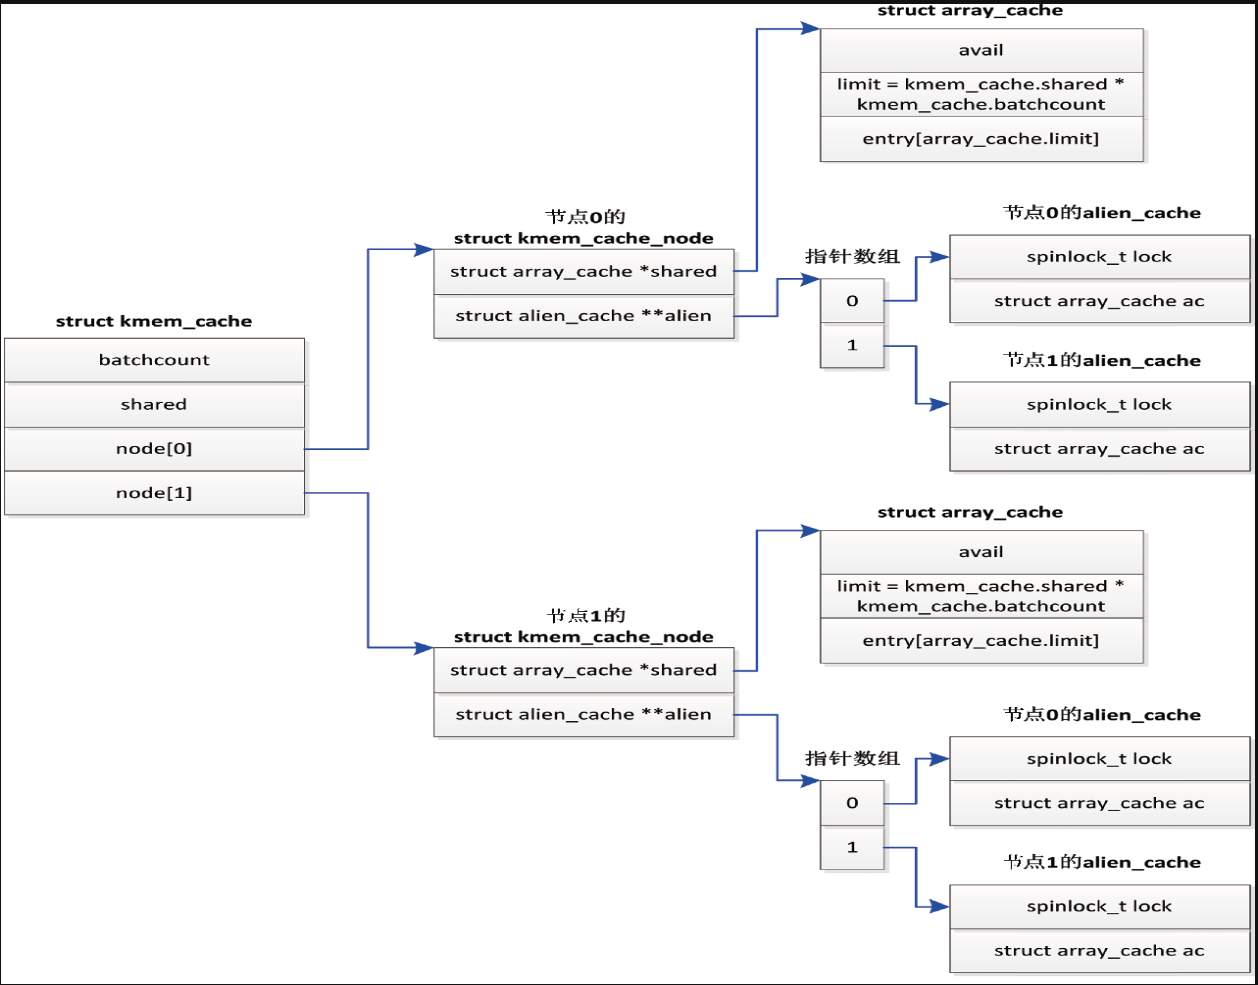 struct kmem_cache
batchcount
shared
node[0]
node[1]
节点0的
struct kmem_cache_node
struct array_cache *shared
struct alien_cache **alien
struct array_cache
avail
limit = kmem_cache.shared *
kmem_cache.batchcount
entry[array_cache.limit]
指针数组
0
1
节点0的alien_cache
spinlock_t lock
struct array_cache ac
节点1的alien_cache
spinlock_t lock
struct array_cache ac
节点1的
struct kmem_cache_node
struct array_cache *shared
struct alien_cache **alien
struct array_cache
avail
limit = kmem_cache.shared *
kmem_cache.batchcount
entry[array_cache.limit]
指针数组
0
1
节点0的alien_cache
spinlock_t lock
struct array_cache ac
节点1的alien_cache
spinlock_t lock
struct array_cache ac